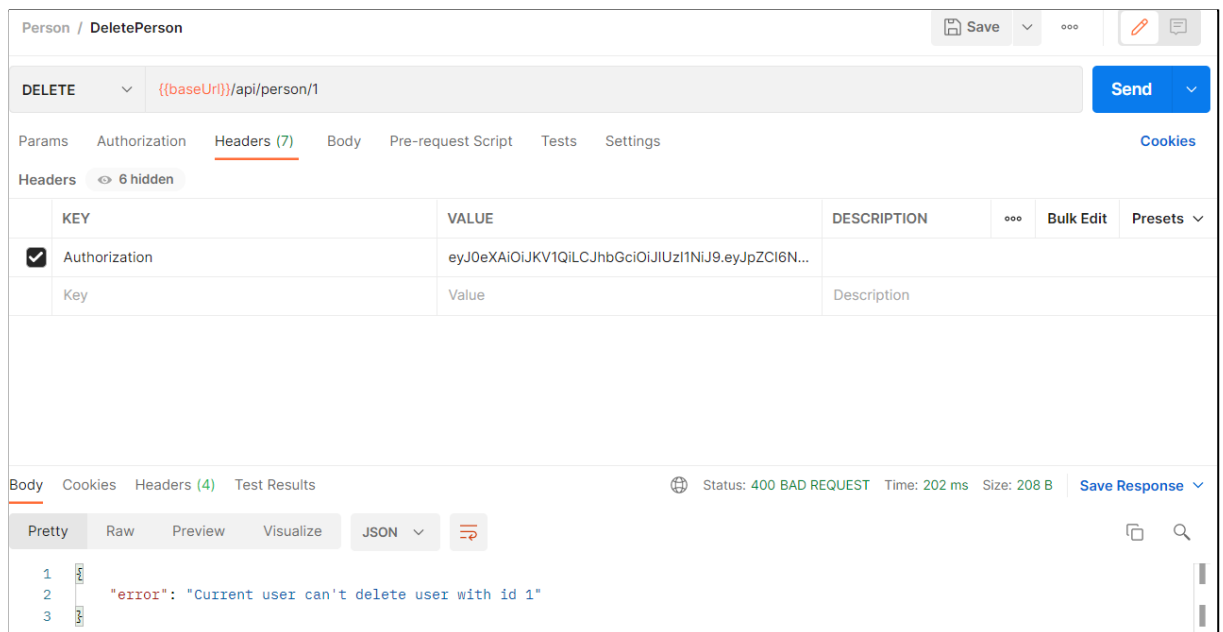 Person / DeletePerson Save ooo
DELETE {{baseUrl}}/api/person/1 Send
Params Authorization Headers (7) Body Pre-request Script Tests Settings Cookies
Headers 6 hidden
KEY VALUE DESCRIPTION ooo Bulk Edit Presets
Authorization eyJ0eXAiOiJKV1QiLCJhbGciOiJIUzI1NiJ9.eyJpZCI6N...
Key Value Description
Body Cookies Headers (4) Test Results Status: 400 BAD REQUEST Time: 202 ms Size: 208 B Save Response
Pretty Raw Preview Visualize JSON
1 {
2 "error": "Current user can't delete user with id 1"
3 }